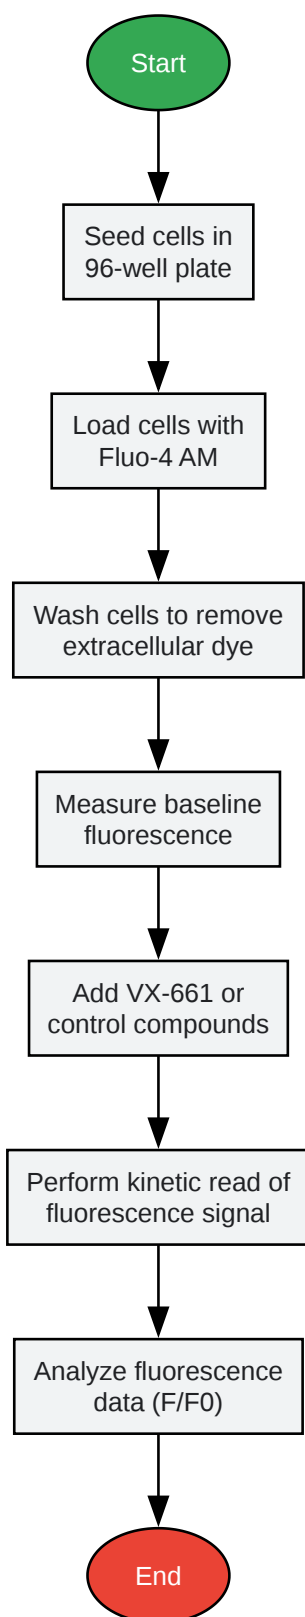 Start
Seed cells in
96-well plate
Load cells with
Fluo-4 AM
Wash cells to remove
extracellular dye
Measure baseline
fluorescence
Add VX-661 or
control compounds
Perform kinetic read of
fluorescence signal
Analyze fluorescence
data (F/F0)
End